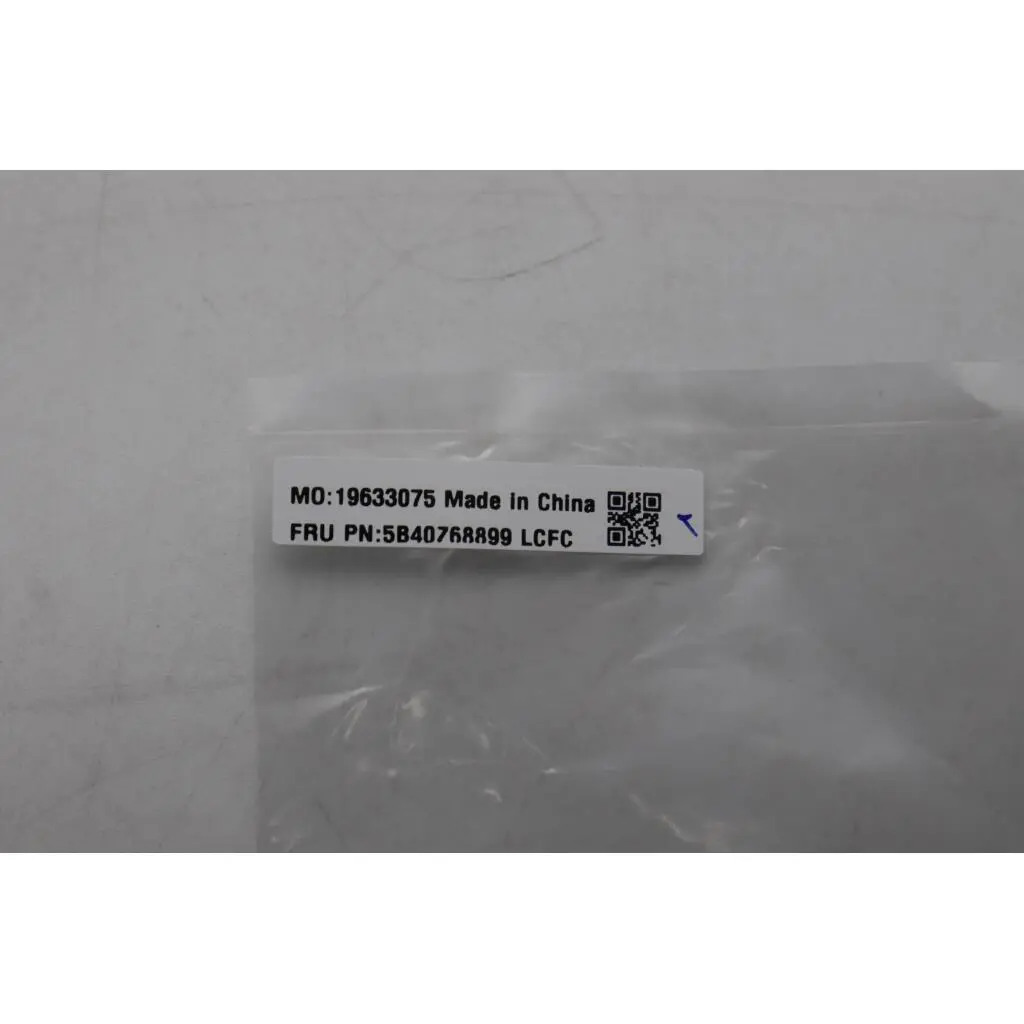 MO:19633075 Made in China
FRU PN:5B40768899 LCFC